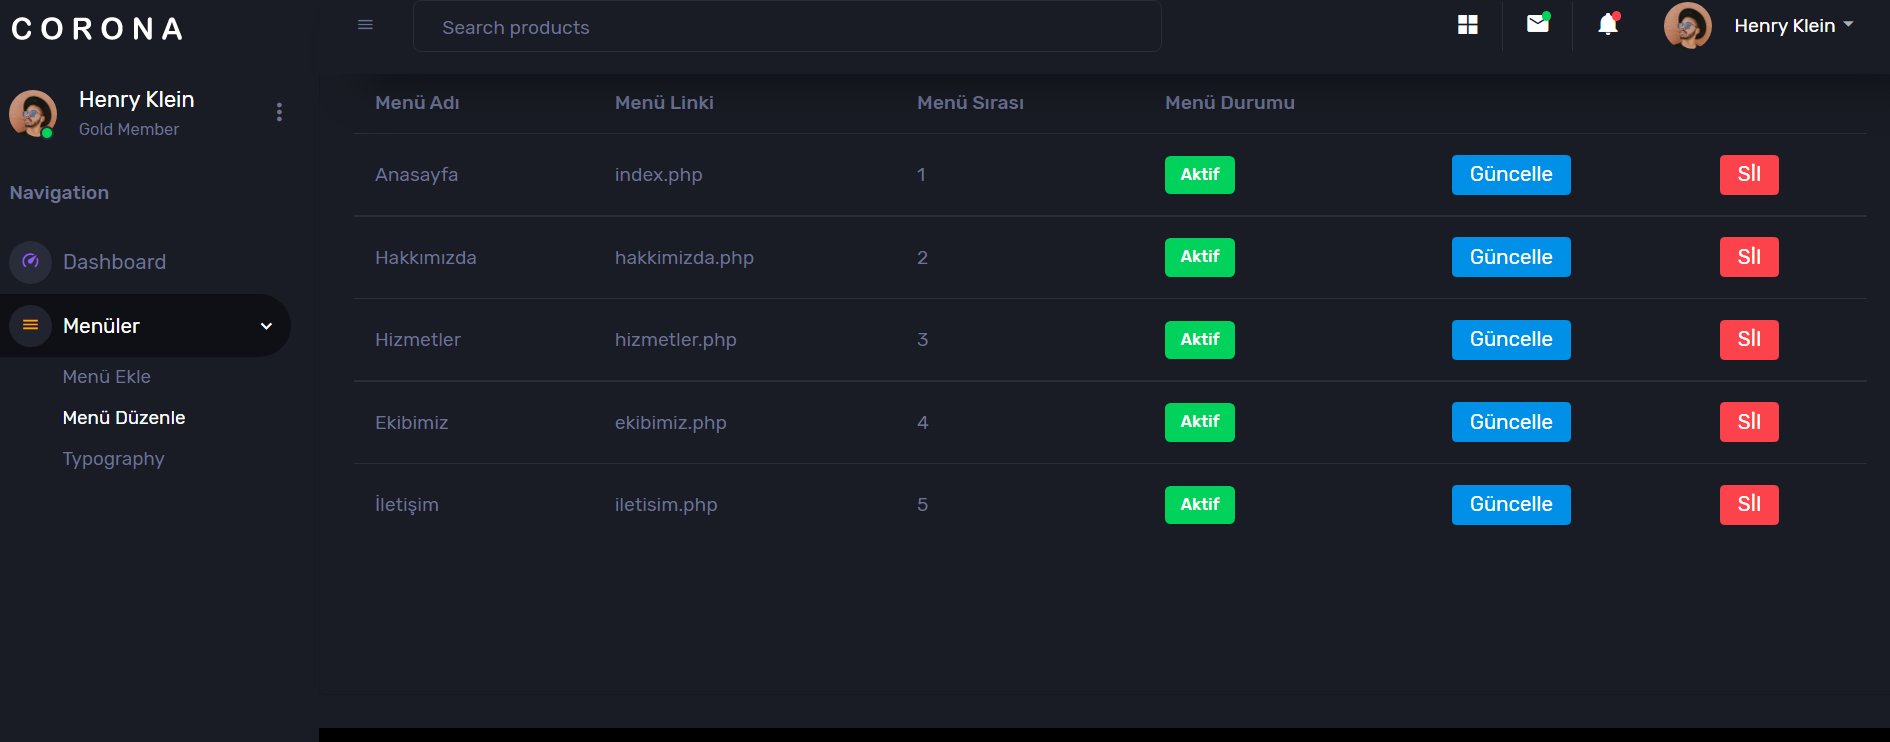 CORONA
Search products
Henry Klein
Henry Klein
Gold Member
Navigation
Dashboard
Menüler
Menü Ekle
Menü Düzenle
Typography
Menü Adı Menü Linki Menü Sırası Menü Durumu
Anasayfa index.php 1 Aktif Güncelle Sİl
Hakkımızda hakkimizda.php 2 Aktif Güncelle Sİl
Hizmetler hizmetler.php 3 Aktif Güncelle Sİl
Ekibimiz ekibimiz.php 4 Aktif Güncelle Sİl
İletişim iletisim.php 5 Aktif Güncelle Sİl